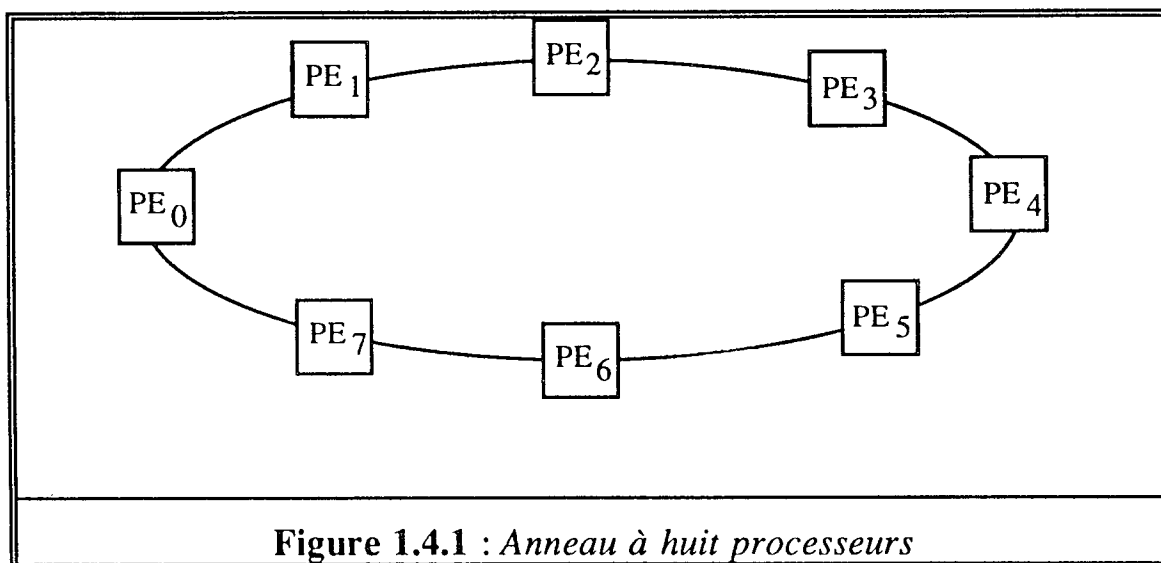 PE2
PE1
PE3
PE0
PE4
PE7
PE5
PE6
Figure 1.4.1 : Anneau à huit processeurs